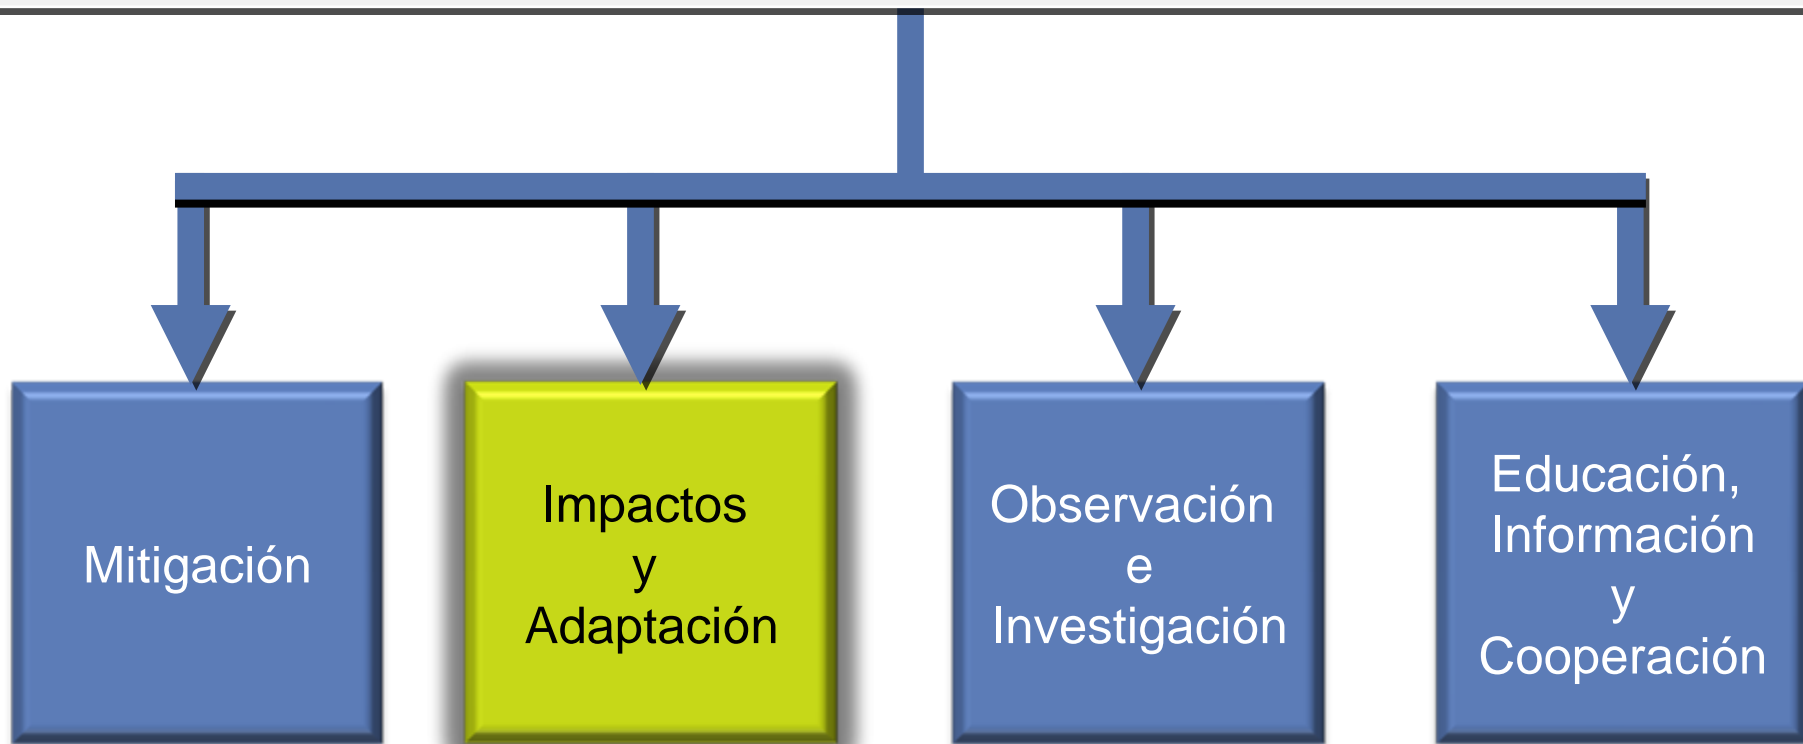 Mitigación
Impactos
y
Adaptación
Observación
e
Investigación
Educación,
Información
y
Cooperación